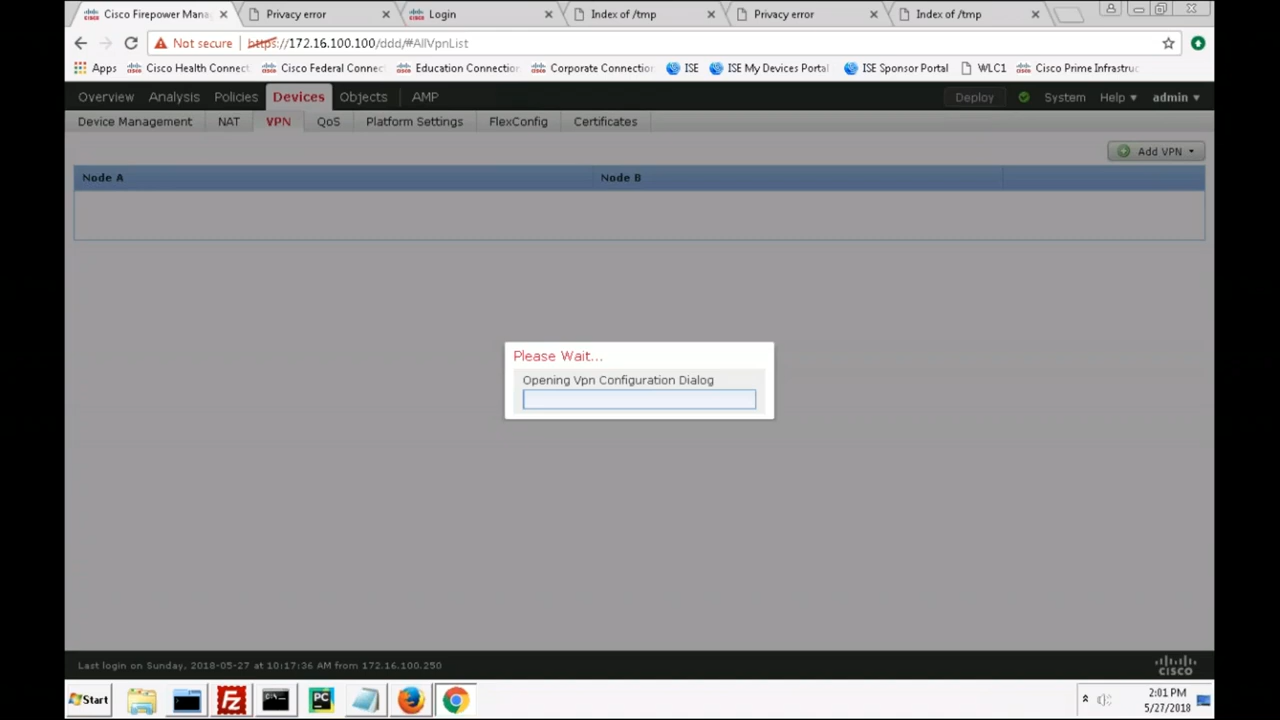 Cisco Firepower Mana
Privacy error
Login
Index of /tmp
Privacy error
Index of /tmp
Not secure | https://172.16.100.100/ddd/#AllVpnList
Apps
Cisco Health Connect
Cisco Federal Connec
Education Connection
Corporate Connection
ISE
ISE My Devices Portal
ISE Sponsor Portal
WLC1
Cisco Prime Infrastruc
Overview
Analysis
Policies
Devices
Objects
AMP
Deploy
System
Help
admin
Device Management
NAT
VPN
QoS
Platform Settings
FlexConfig
Certificates
Add VPN
Node A
Node B
Please Wait...
Opening Vpn Configuration Dialog
Last login on Sunday, 2018-05-27 at 10:17:36 AM from 172.16.100.250
CISCO
Start
FZ
PC
2:01 PM
5/27/2018